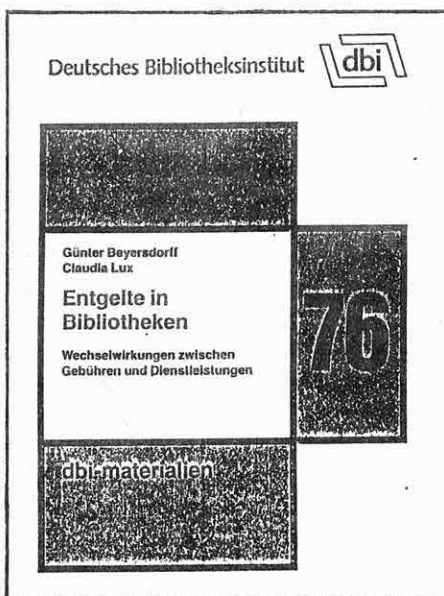 Deutsches Bibliotheksinstitut dbi
Günter Beyersdorff
Claudia Lux
Entgelte in
Bibliotheken
Wechselwirkungen zwischen
Gebühren und Dienstleistungen
76
dbi-materialien